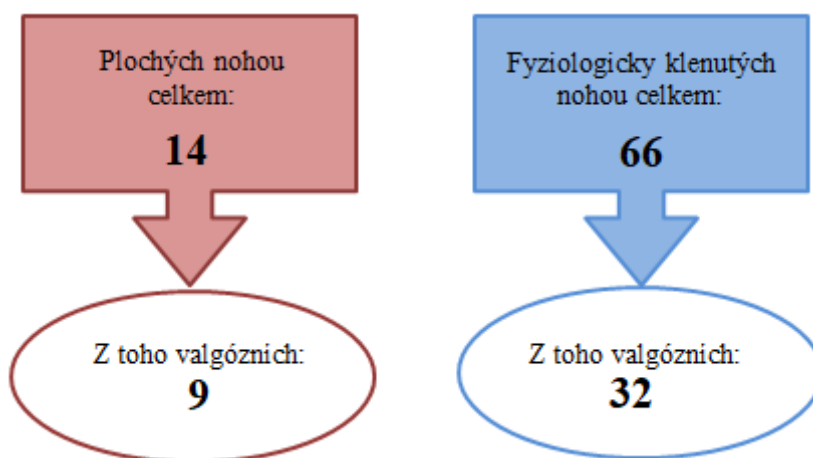 Plochých nohou
celkem:
14
Fyziologicky klenutých
nohou celkem:
66
Z toho valgózních:
9
Z toho valgózních:
32